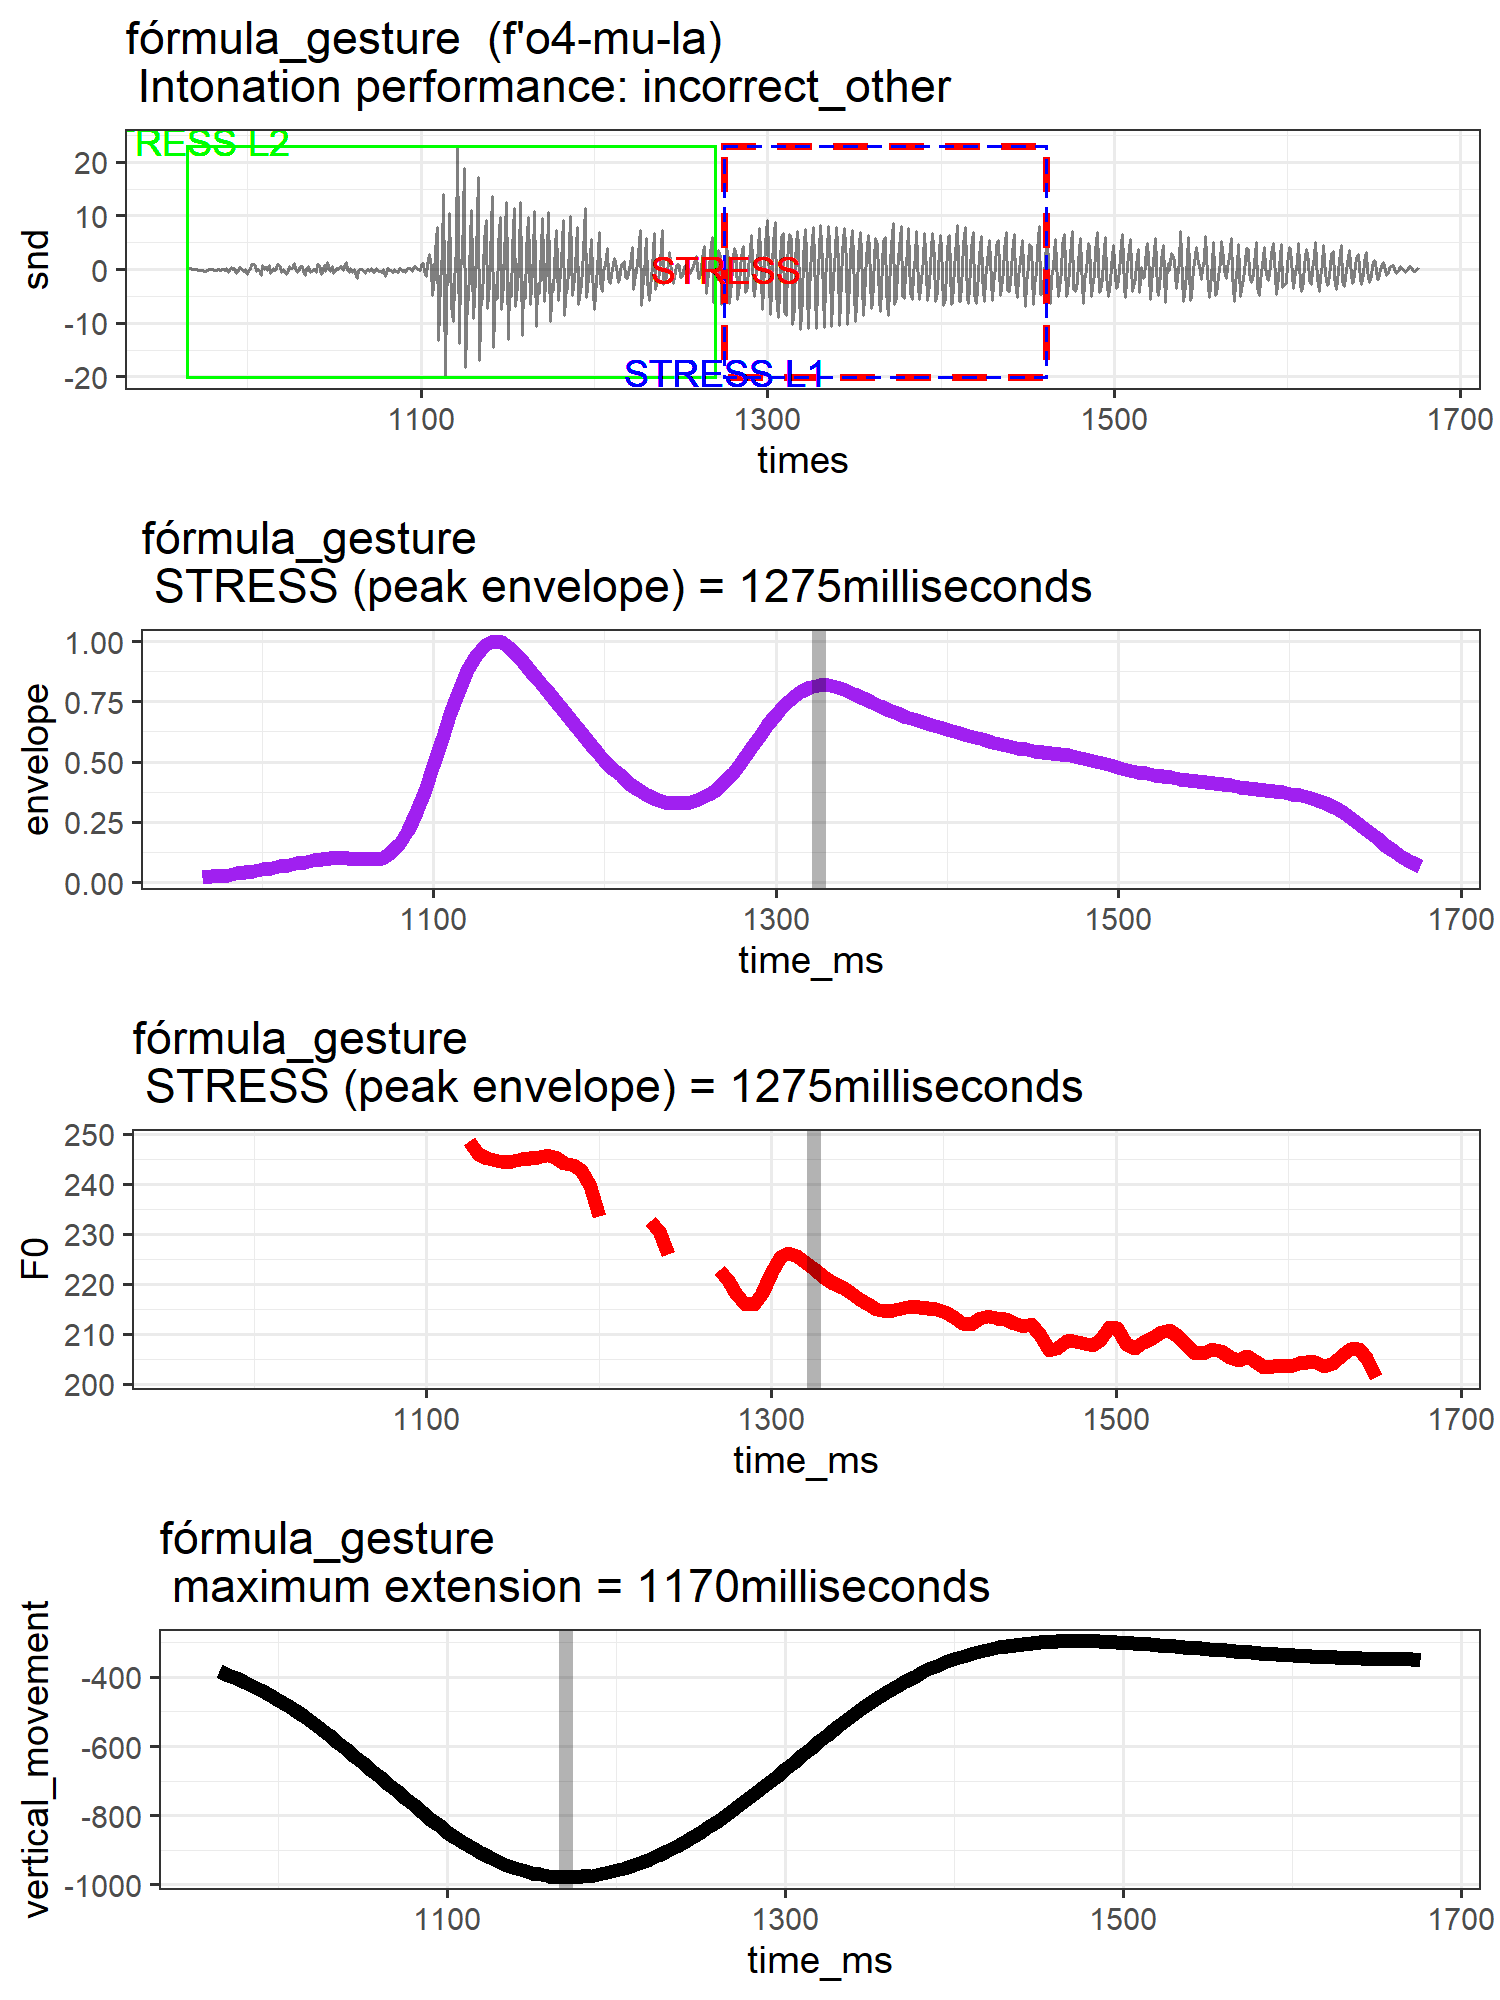 fórmula_gesture  (f'o4-mu-la)
Intonation performance: incorrect_other
RESS L2
STRESS
STRESS L1
snd
20
10
0
-10
-20
1100 1300 1500 1700
times
fórmula_gesture
STRESS (peak envelope) = 1275milliseconds
envelope
1.00
0.75
0.50
0.25
0.00
1100 1300 1500 1700
time_ms
fórmula_gesture
STRESS (peak envelope) = 1275milliseconds
F0
250
240
230
220
210
200
1100 1300 1500 1700
time_ms
fórmula_gesture
maximum extension = 1170milliseconds
vertical_movement
-400
-600
-800
-1000
1100 1300 1500 1700
time_ms